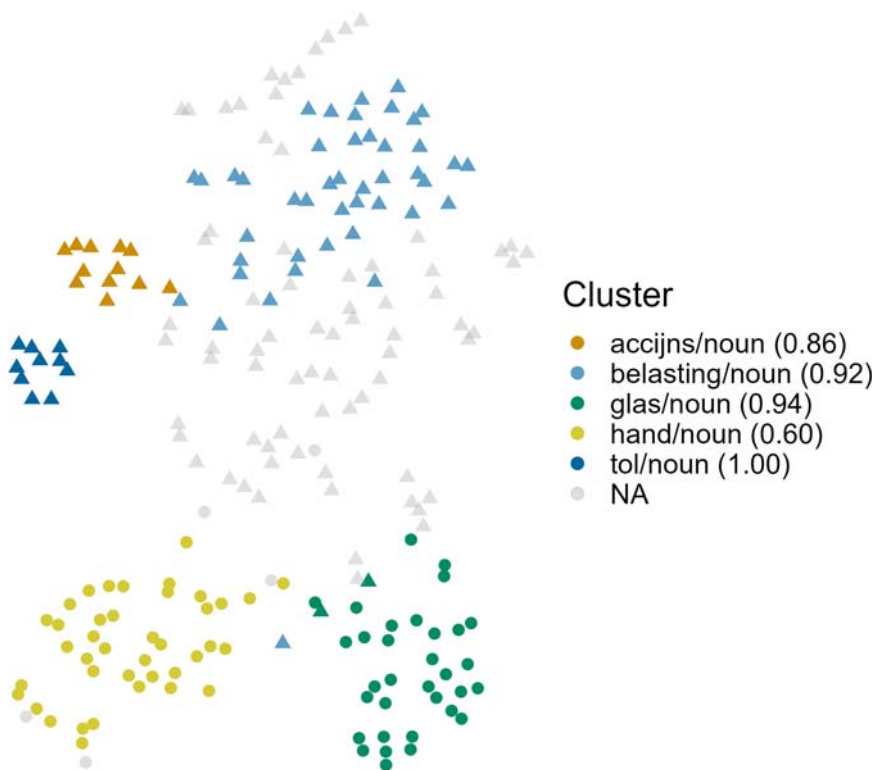 Cluster
accijns/noun (0.86)
belasting/noun (0.92)
glas/noun (0.94)
hand/noun (0.60)
tol/noun (1.00)
NA